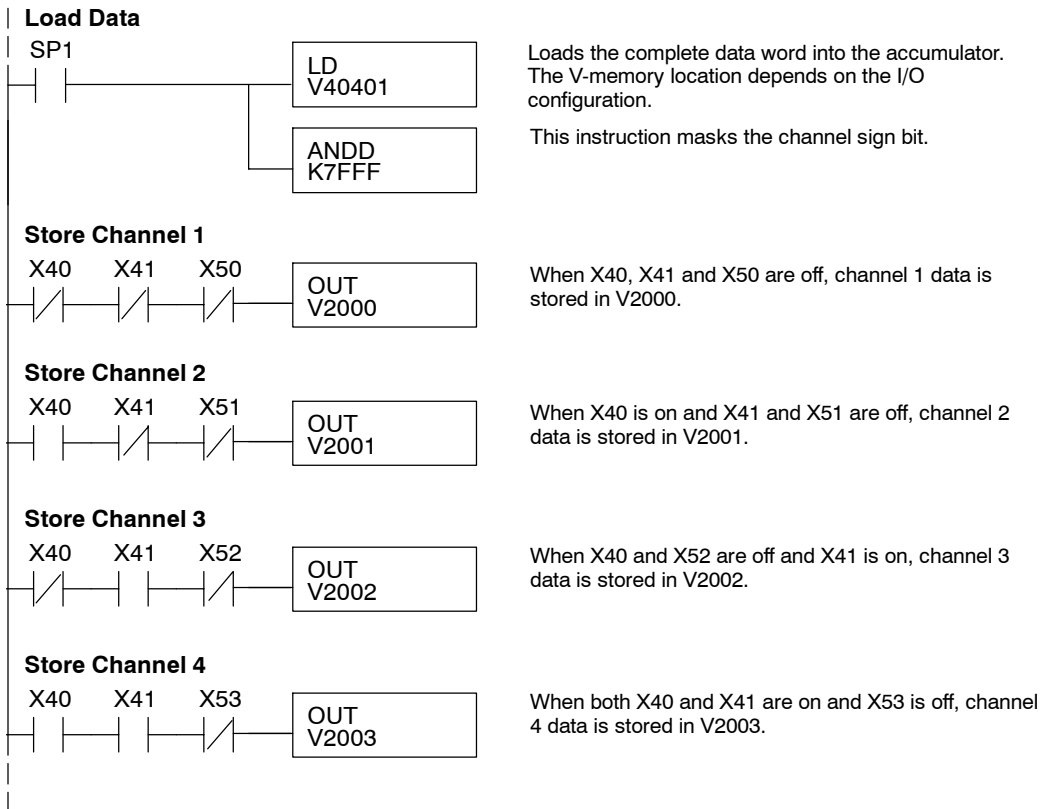 Load Data
SP1
LD
V40401
Loads the complete data word into the accumulator.
The V-memory location depends on the I/O
configuration.
ANDD
K7FFF
This instruction masks the channel sign bit.
Store Channel 1
X40 X41 X50
OUT
V2000
When X40, X41 and X50 are off, channel 1 data is
stored in V2000.
Store Channel 2
X40 X41 X51
OUT
V2001
When X40 is on and X41 and X51 are off, channel 2
data is stored in V2001.
Store Channel 3
X40 X41 X52
OUT
V2002
When X40 and X52 are off and X41 is on, channel 3
data is stored in V2002.
Store Channel 4
X40 X41 X53
OUT
V2003
When both X40 and X41 are on and X53 is off, channel
4 data is stored in V2003.